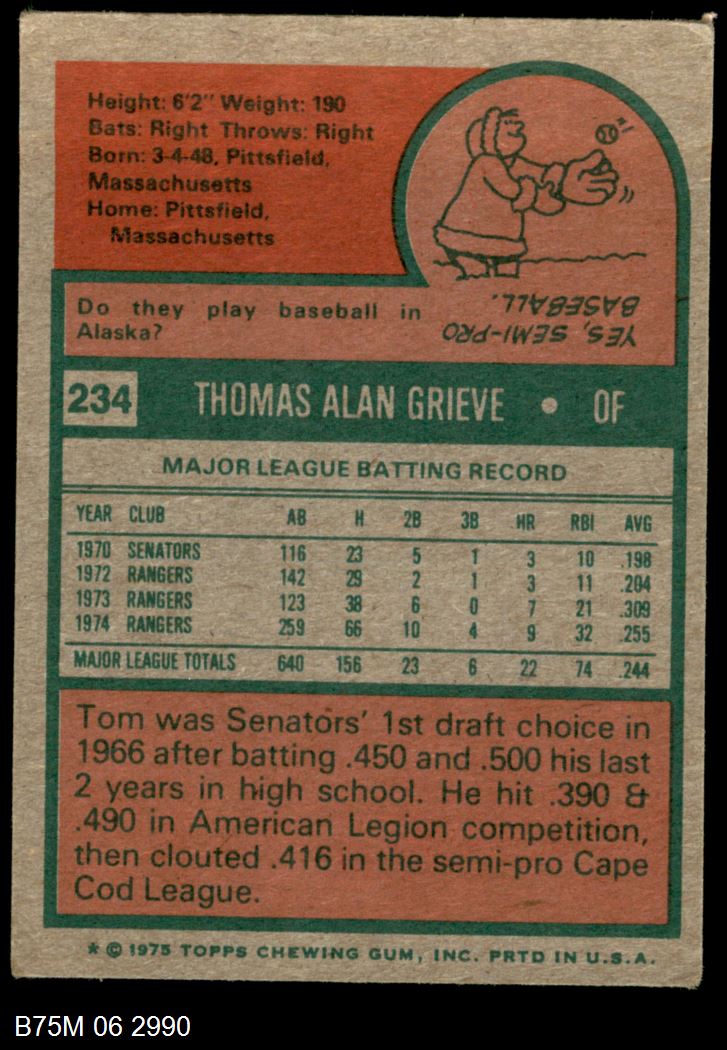 Height: 6'2" Weight: 190
Bats: Right Throws: Right
Born: 3-4-48, Pittsfield,
Massachusetts
Home: Pittsfield,
Massachusetts
Do they play baseball in
Alaska?
YES, SEMI-PRO
BASEBALL.
234 THOMAS ALAN GRIEVE • OF
MAJOR LEAGUE BATTING RECORD
YEAR CLUB AB H 2B 3B HR RBI AVG
1970 SENATORS 116 23 5 1 3 10 .198
1972 RANGERS 142 29 2 1 3 11 .204
1973 RANGERS 123 38 6 0 7 21 .309
1974 RANGERS 259 66 10 4 9 32 .255
MAJOR LEAGUE TOTALS 640 156 23 6 22 74 .244
Tom was Senators' 1st draft choice in
1966 after batting .450 and .500 his last
2 years in high school. He hit .390 &
.490 in American Legion competition,
then clouted .416 in the semi-pro Cape
Cod League.
* © 1975 TOPPS CHEWING GUM, INC. PRTD IN U.S.A.
B75M 06 2990